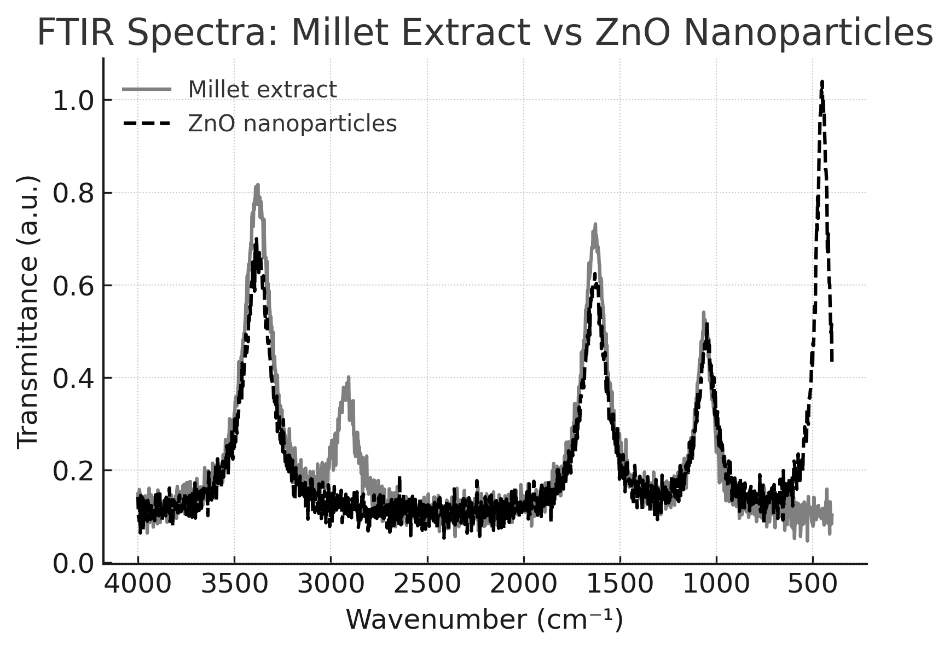 FTIR Spectra: Millet Extract vs ZnO Nanoparticles
Millet extract
ZnO nanoparticles
Transmittance (a.u.)
1.0
0.8
0.6
0.4
0.2
0.0
4000 3500 3000 2500 2000 1500 1000 500
Wavenumber (cm⁻¹)